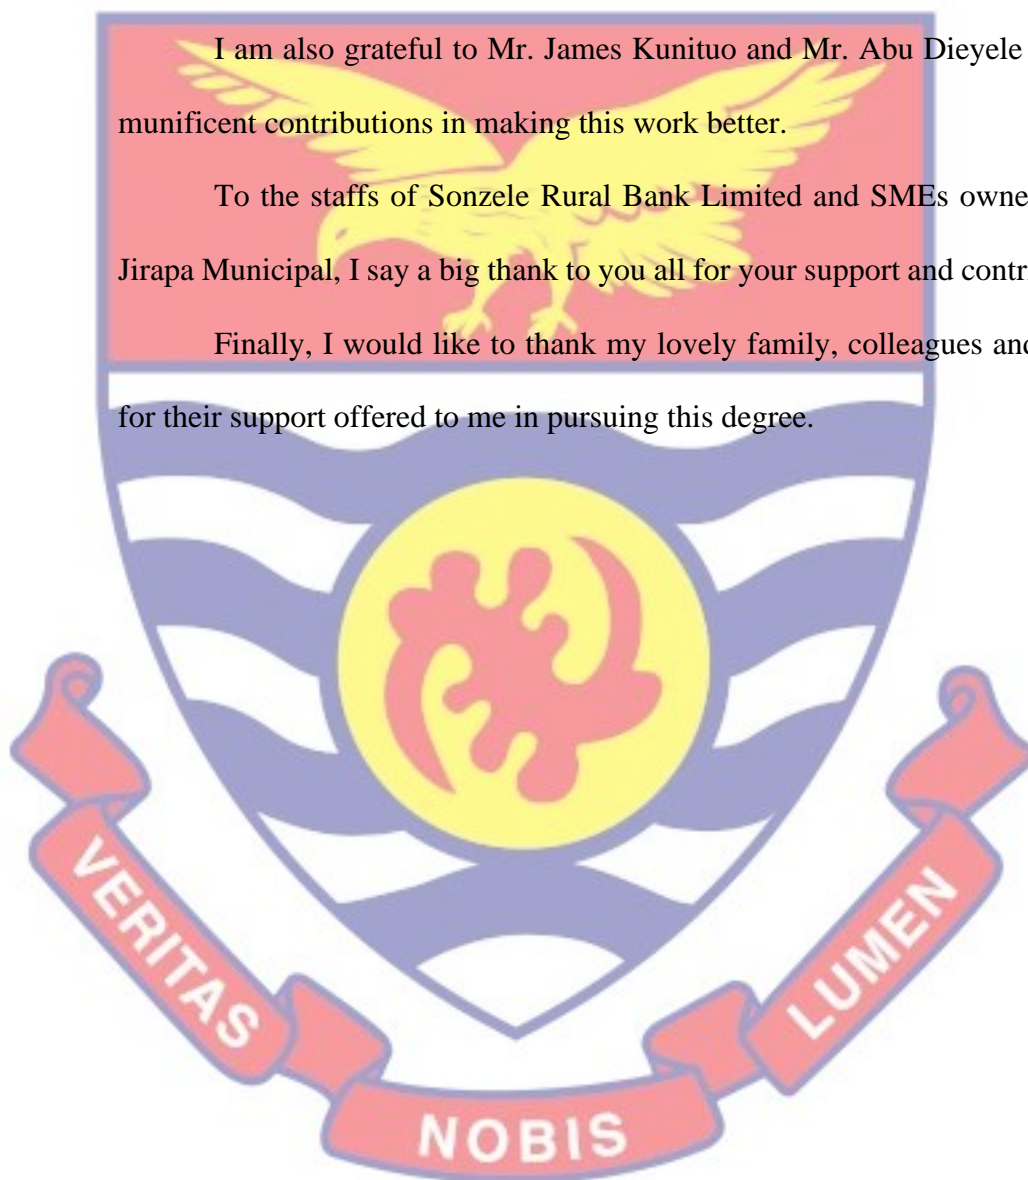 I am also grateful to Mr. James Kunituo and Mr. Abu Dieyele
munificent contributions in making this work better.
To the staffs of Sonzele Rural Bank Limited and SMEs
Jirapa Municipal, I say a big thank to you all for your support and
Finally, I would like to thank my lovely family, colleagues and
for their support offered to me in pursuing this degree.
VERITAS
NOBIS
LUMEN